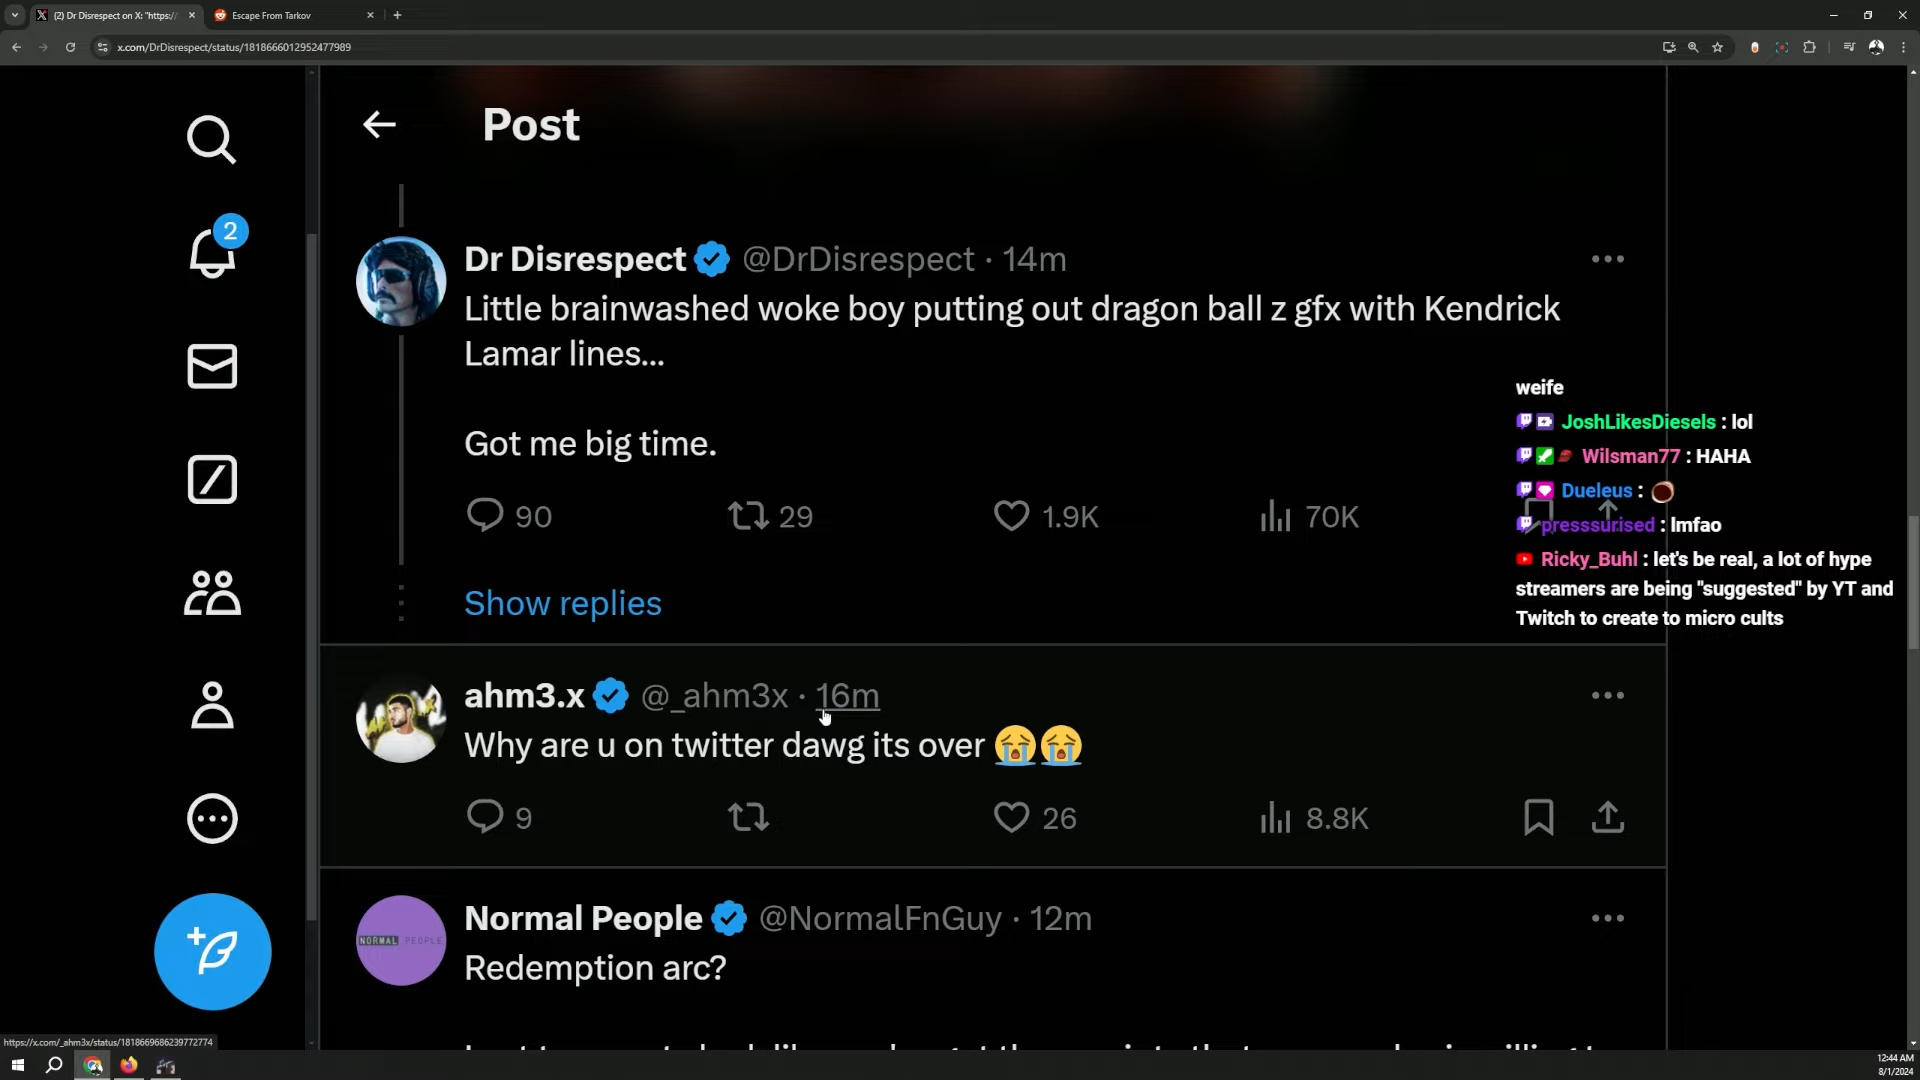 (2) Dr Disrespect on X: "https:/
Escape From Tarkov
x.com/DrDisrespect/status/1818666012952477989
Post
2
Dr Disrespect @DrDisrespect · 14m
Little brainwashed woke boy putting out dragon ball z gfx with Kendrick
Lamar lines...
Got me big time.
90 29 1.9K 70K
Show replies
weife
JoshLikesDiesels : lol
Wilsman77 : HAHA
Dueleus :
presssurised : lmfao
Ricky_Buhl : let's be real, a lot of hype
streamers are being "suggested" by YT and
Twitch to create to micro cults
ahm3.x @_ahm3x · 16m
Why are u on twitter dawg its over 😭😭
9 26 8.8K
NORMAL PEOPLE
Normal People @NormalFnGuy · 12m
Redemption arc?
https://x.com/_ahm3x/status/1818669686239772774
12:44 AM
8/1/2024